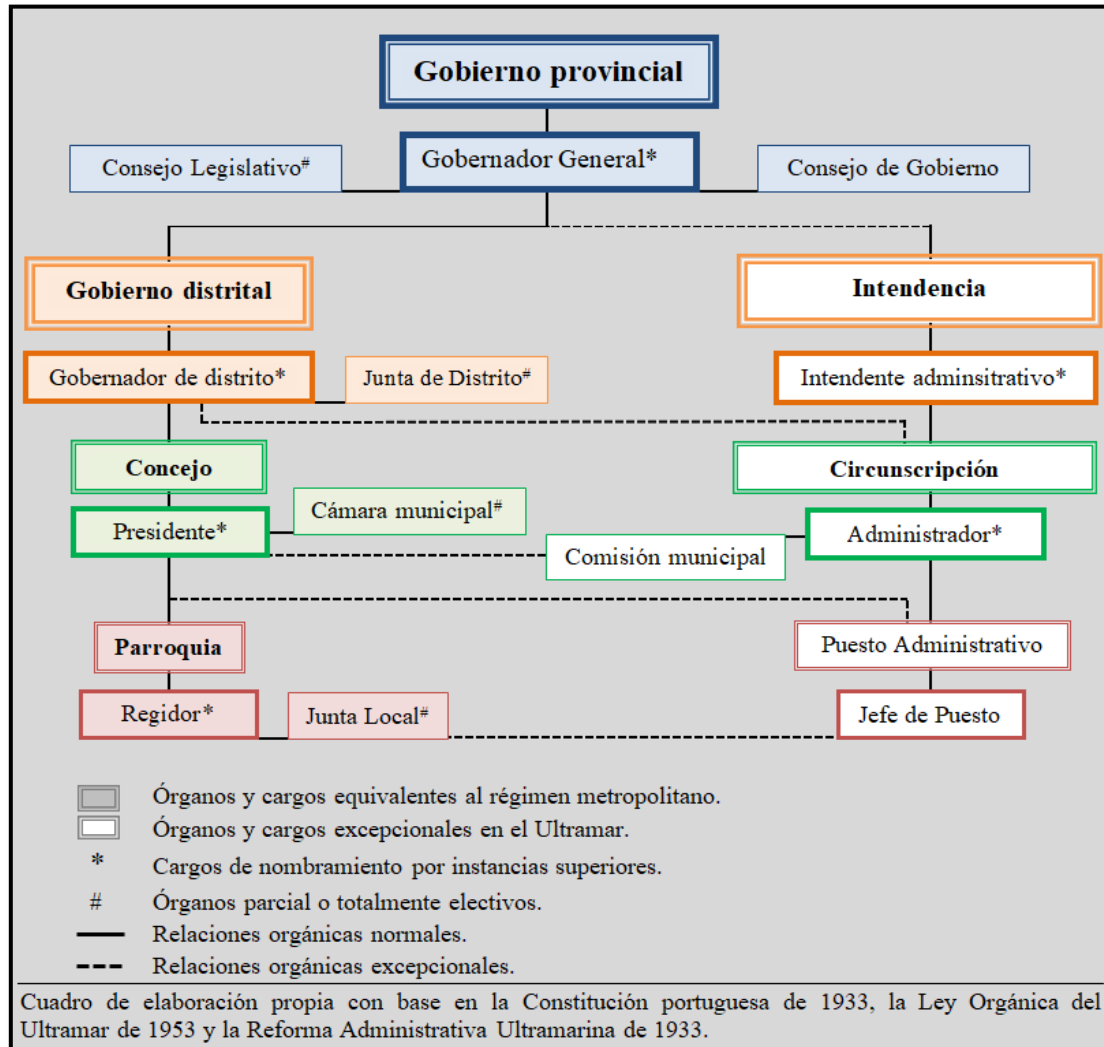 Gobierno provincial
Consejo Legislativo#
Gobernador General*
Consejo de Gobierno
Gobierno distrital
Intendencia
Gobernador de distrito*
Junta de Distrito#
Intendente adminsitrativo*
Concejo
Circunscripción
Presidente*
Cámara municipal#
Comisión municipal
Administrador*
Parroquia
Puesto Administrativo
Regidor*
Junta Local#
Jefe de Puesto
Órganos y cargos equivalentes al régimen metropolitano.
Órganos y cargos excepcionales en el Ultramar.
* Cargos de nombramiento por instancias superiores.
# Órganos parcial o totalmente electivos.
Relaciones orgánicas normales.
Relaciones orgánicas excepcionales.
Cuadro de elaboración propia con base en la Constitución portuguesa de 1933, la Ley Orgánica del
Ultramar de 1953 y la Reforma Administrativa Ultramarina de 1933.